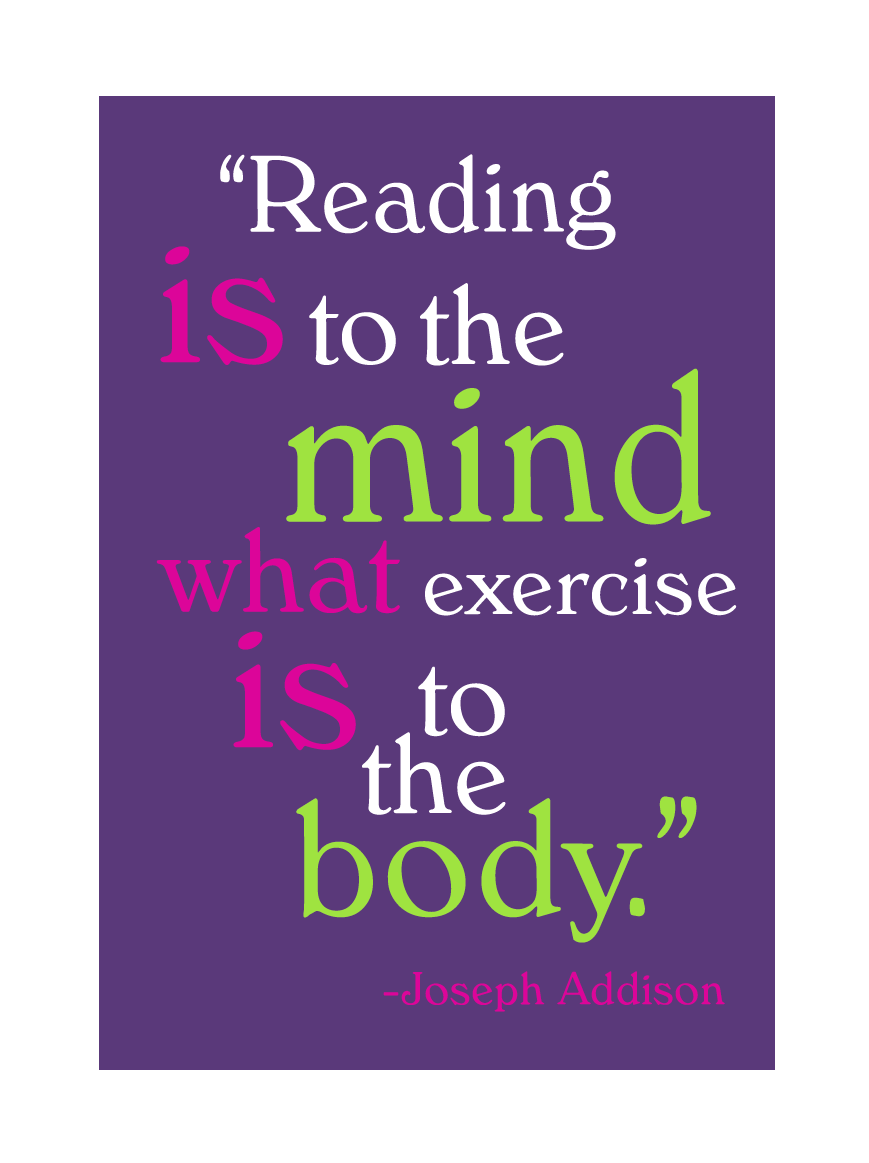 “Reading
is to the
mind
what exercise
is to
the
body.”
-Joseph Addison